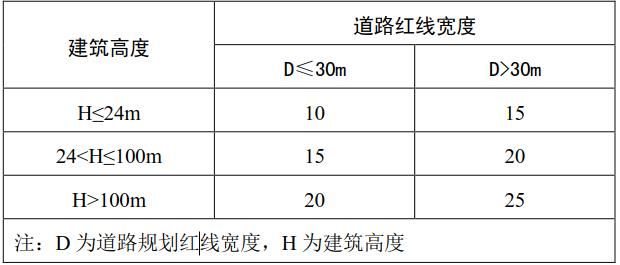 建筑高度 道路红线宽度
D≤30m D>30m
H≤24m 10 15
24<H≤100m 15 20
H>100m 20 25
注：D 为道路规划红线宽度，H 为建筑高度